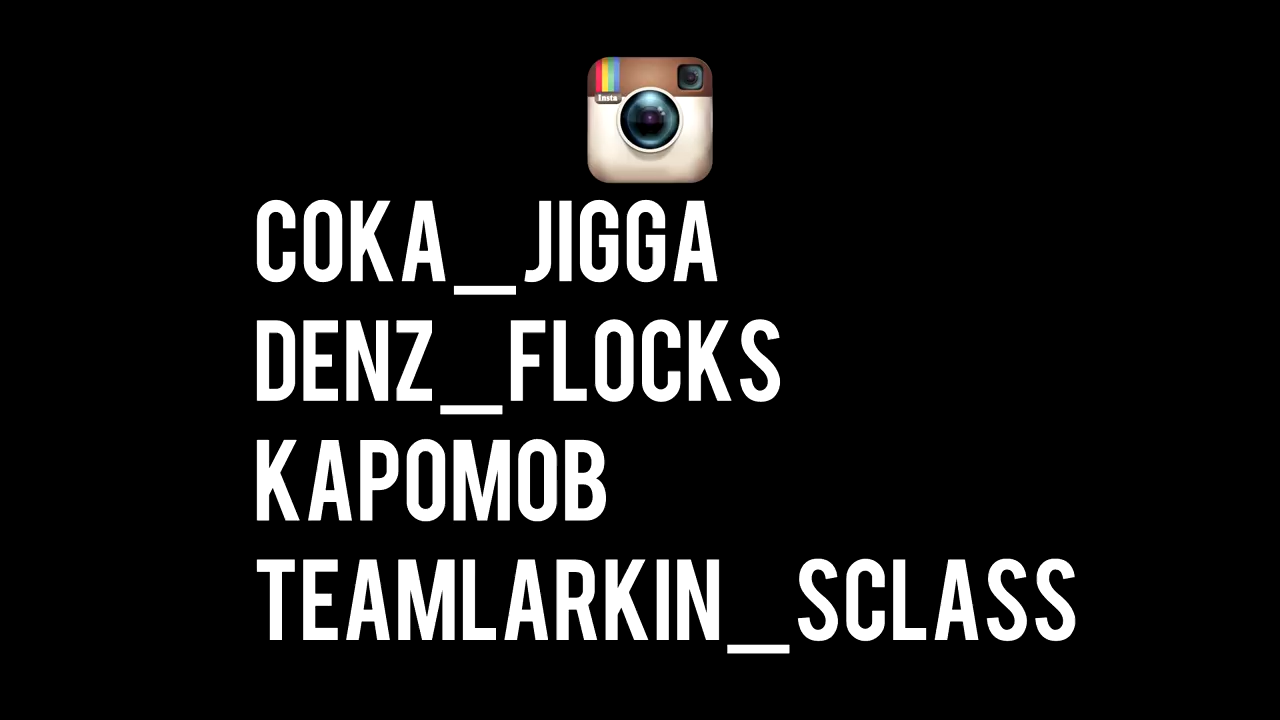 Insta
COKA_JIGGA
DENZ_FLOCKS
KAPOMOB
TEAMLARKIN_SCLASS